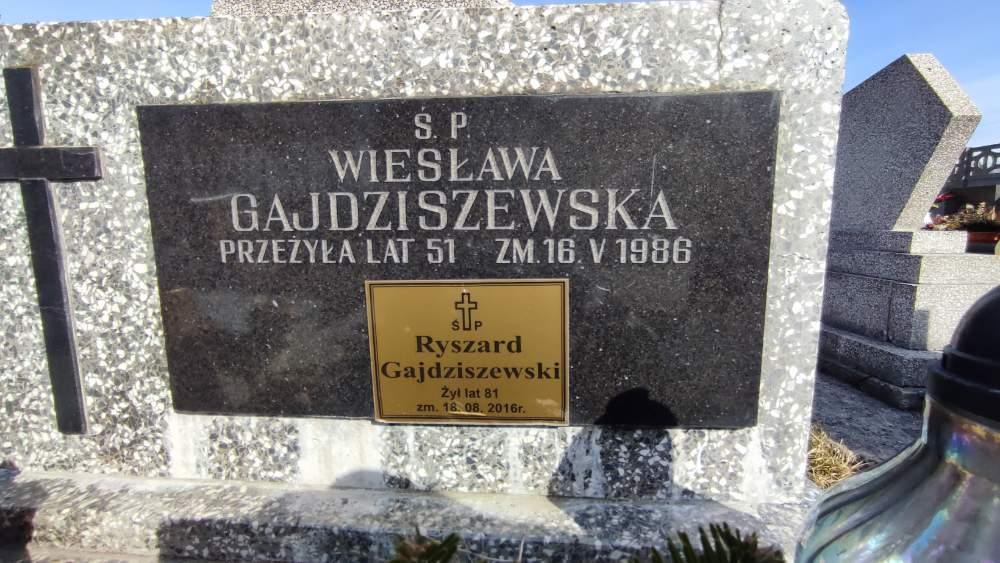 S. P
WIESŁAWA
GAJDZISZEWSKA
PRZEŻYŁA LAT 51 ZM. 16. V 1986
Ś P
Ryszard
Gajdziszewski
Żył lat 81
zm. 18. 08. 2016r.